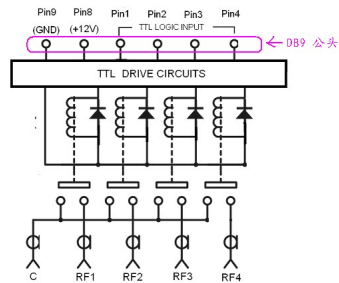 Pin9 Pin8 Pin1 Pin2 Pin3 Pin4
(GND) (+12V) TTL LOGIC INPUT
DB9 公头
TTL DRIVE CIRCUITS
C RF1 RF2 RF3 RF4